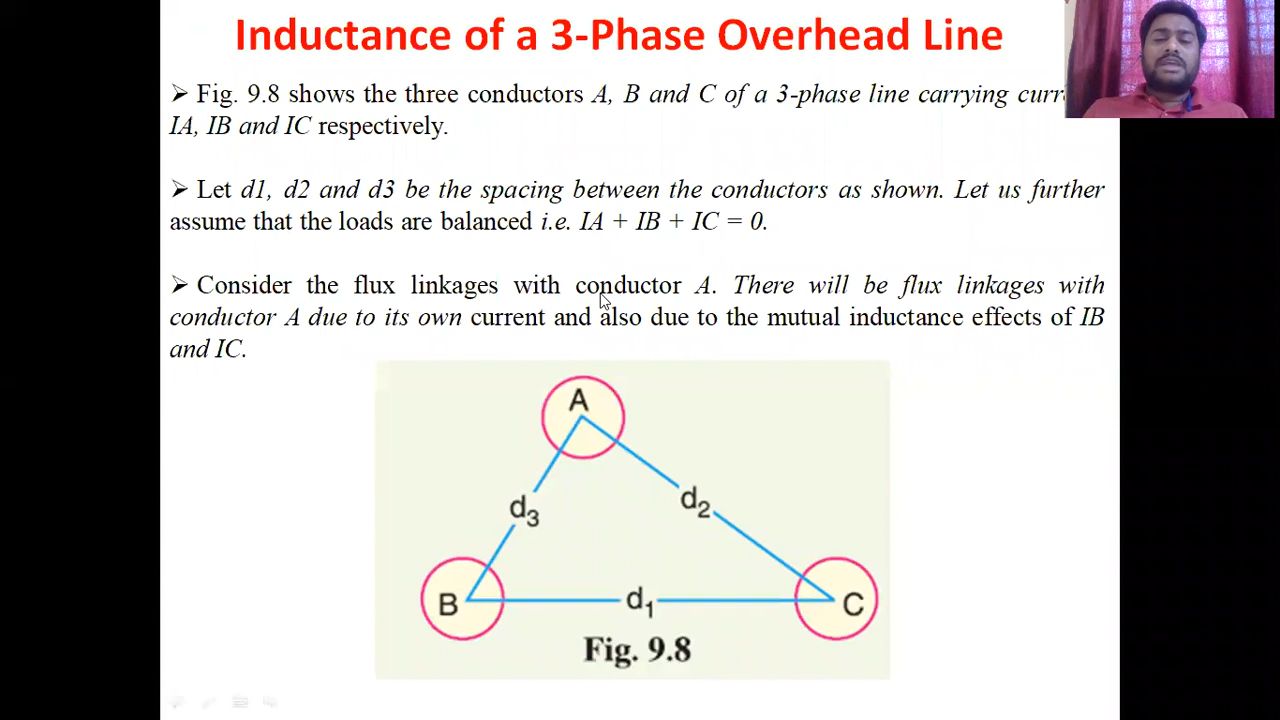 Inductance of a 3-Phase Overhead Line
➢ Fig. 9.8 shows the three conductors A, B and C of a 3-phase line carrying
IA, IB and IC respectively.
➢ Let d1, d2 and d3 be the spacing between the conductors as shown. Let us further
assume that the loads are balanced i.e. IA + IB + IC = 0.
➢ Consider the flux linkages with conductor A. There will be flux linkages with
conductor A due to its own current and also due to the mutual inductance effects of IB
and IC.
A
d3
d2
B
d1
C
Fig. 9.8